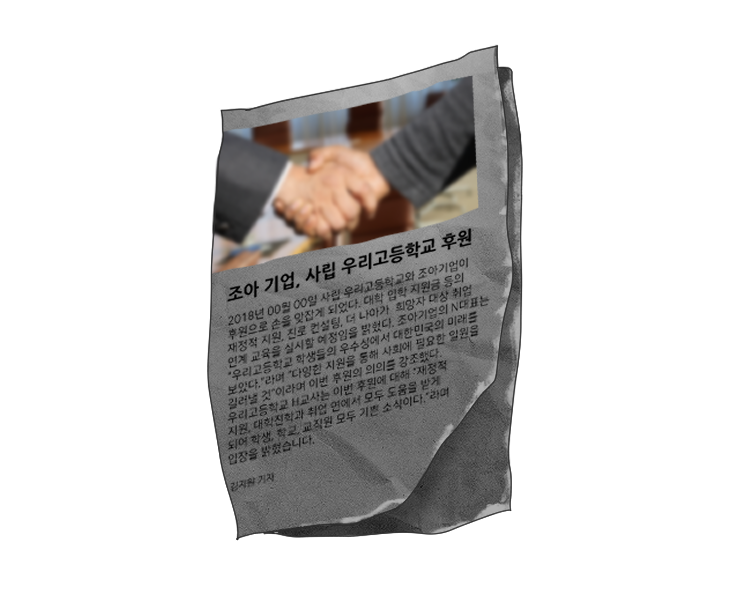 조아 기업, 사립 우리고등학교 후원
2018년 00월 00일 사립 우리고등학교와 조아기업이
후원으로 손을 맞잡게 되었다. 대학 입학 지원금 등의
재정적 지원, 진로 컨설팅, 더 나아가 희망자 대상 취업
연계 교육을 실시할 예정임을 밝혔다. 조아기업의 N대표는
"우리고등학교 학생들의 우수성에서 대한민국의 미래를
보았다."라며 "다양한 지원을 통해 사회에 필요한 일원을
길러낼 것"이라며 이번 후원의 의의를 강조했다.
우리고등학교 H교사는 이번 후원에 대해 "재정적
지원, 대학진학과 취업 면에서 모두 도움을 받게
되어 학생, 학교, 교직원 모두 기쁜 소식이다."라며
입장을 밝혔습니다.
김지원 기자